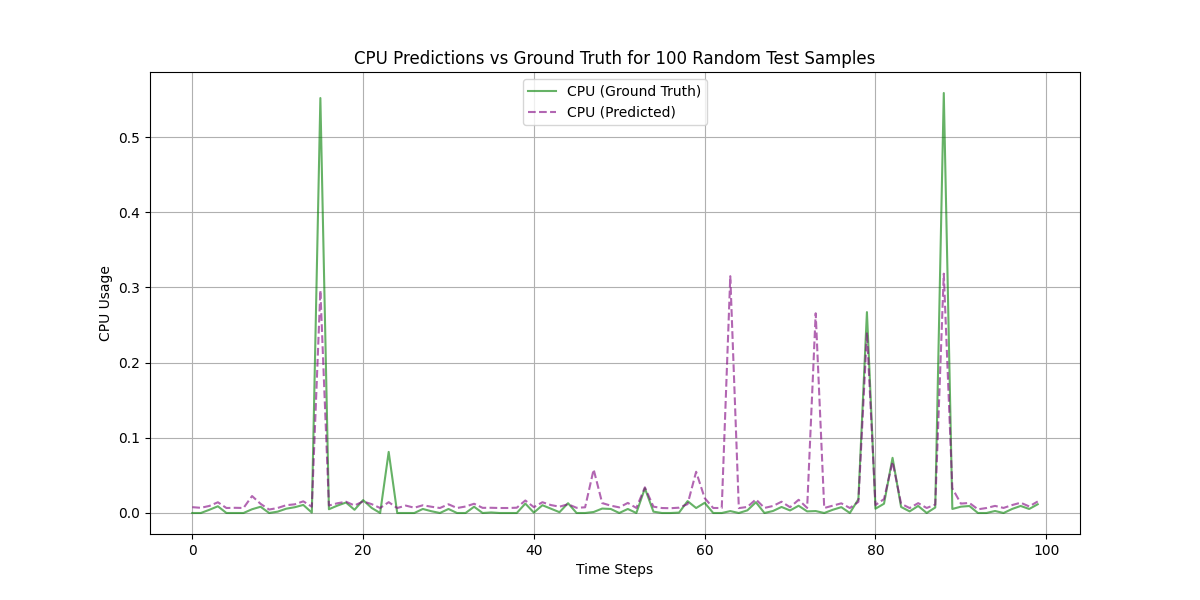 CPU Predictions vs Ground Truth for 100 Random Test Samples
CPU (Ground Truth)
CPU (Predicted)
CPU Usage
0.5
0.4
0.3
0.2
0.1
0.0
0 20 40 60 80 100
Time Steps